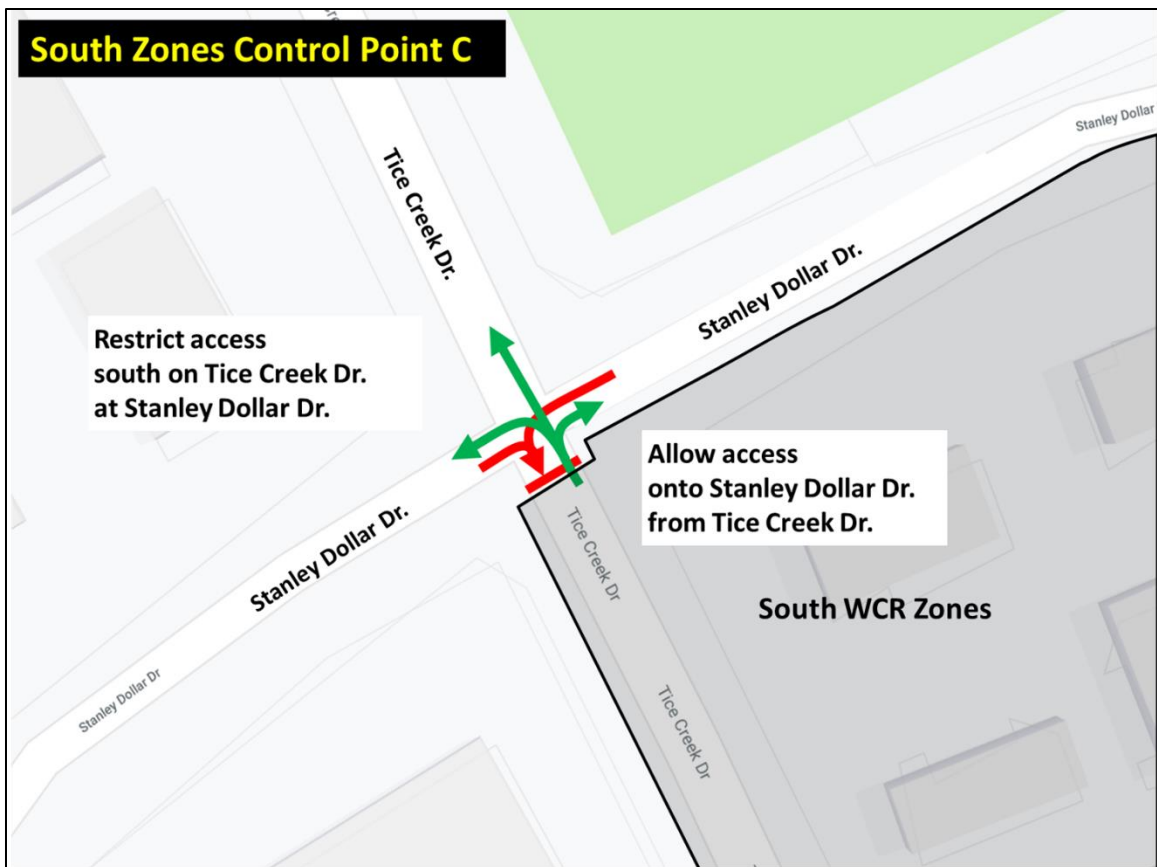 South Zones Control Point C
Tice Creek Dr.
Stanley Dollar
Stanley Dollar Dr.
Restrict access
south on Tice Creek Dr.
at Stanley Dollar Dr.
Allow access
onto Stanley Dollar Dr.
from Tice Creek Dr.
Stanley Dollar Dr.
Tice Creek Dr
South WCR Zones
Stanley Dollar Dr
Tice Creek Dr